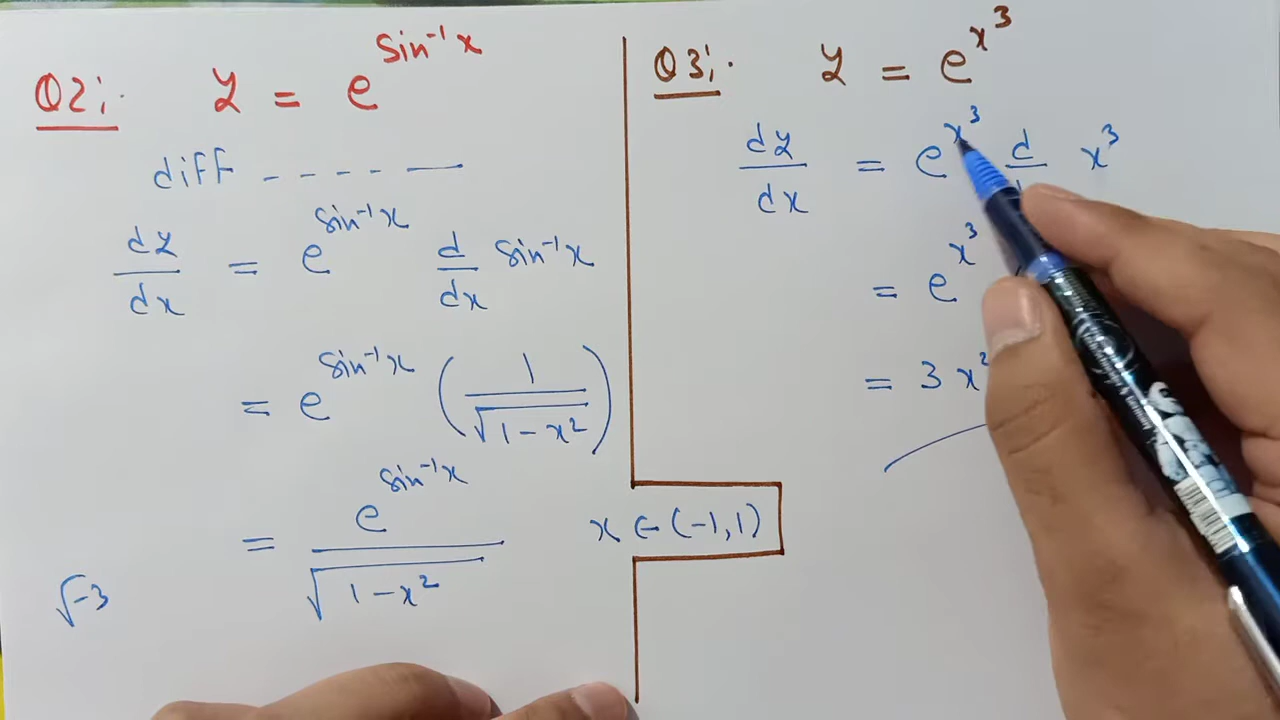 Q2:. y = e^{sin⁻¹x}
diff - - - - —
dy/dx = e^{sin⁻¹x} d/dx sin⁻¹x
= e^{sin⁻¹x} (1/√(1-x²))
= e^{sin⁻¹x}/√(1-x²) x ∈ (-1,1)
√-3
Q3:. y = e^{x³}
dy/dx = e^{x³} d x³
= e^{x³}
= 3x²